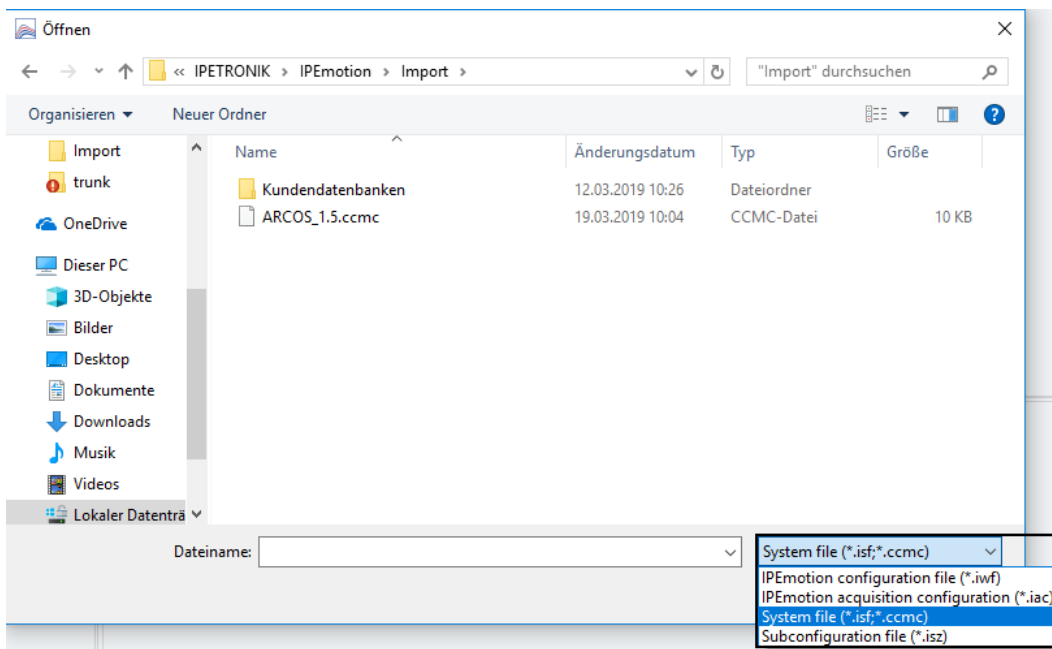 Öffnen
« IPETRONIK › IPEmotion › Import ›
"Import" durchsuchen
Organisieren Neuer Ordner
Import
trunk
OneDrive
Dieser PC
3D-Objekte
Bilder
Desktop
Dokumente
Downloads
Musik
Videos
Lokaler Datenträ
Name Änderungsdatum Typ Größe
Kundendatenbanken 12.03.2019 10:26 Dateiordner
ARCOS_1.5.ccmc 19.03.2019 10:04 CCMC-Datei 10 KB
Dateiname:
System file (*.isf;*.ccmc)
IPEmotion configuration file (*.iwf)
IPEmotion acquisition configuration (*.iac)
System file (*.isf;*.ccmc)
Subconfiguration file (*.isz)